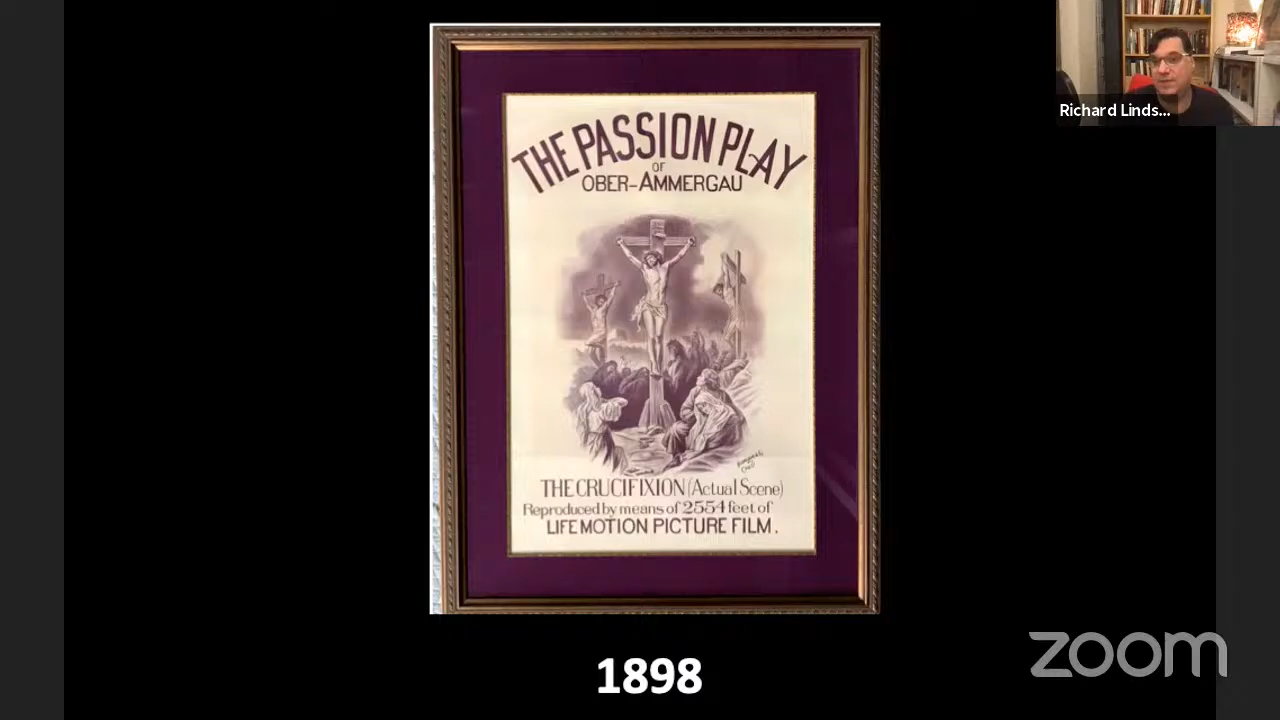 Richard Linds...
THE PASSION PLAY
OF
OBER-AMMERGAU
THE CRUCIFIXION (Actual Scene)
Reproduced by means of 2554 feet of
LIFE MOTION PICTURE FILM.
1898
zoom